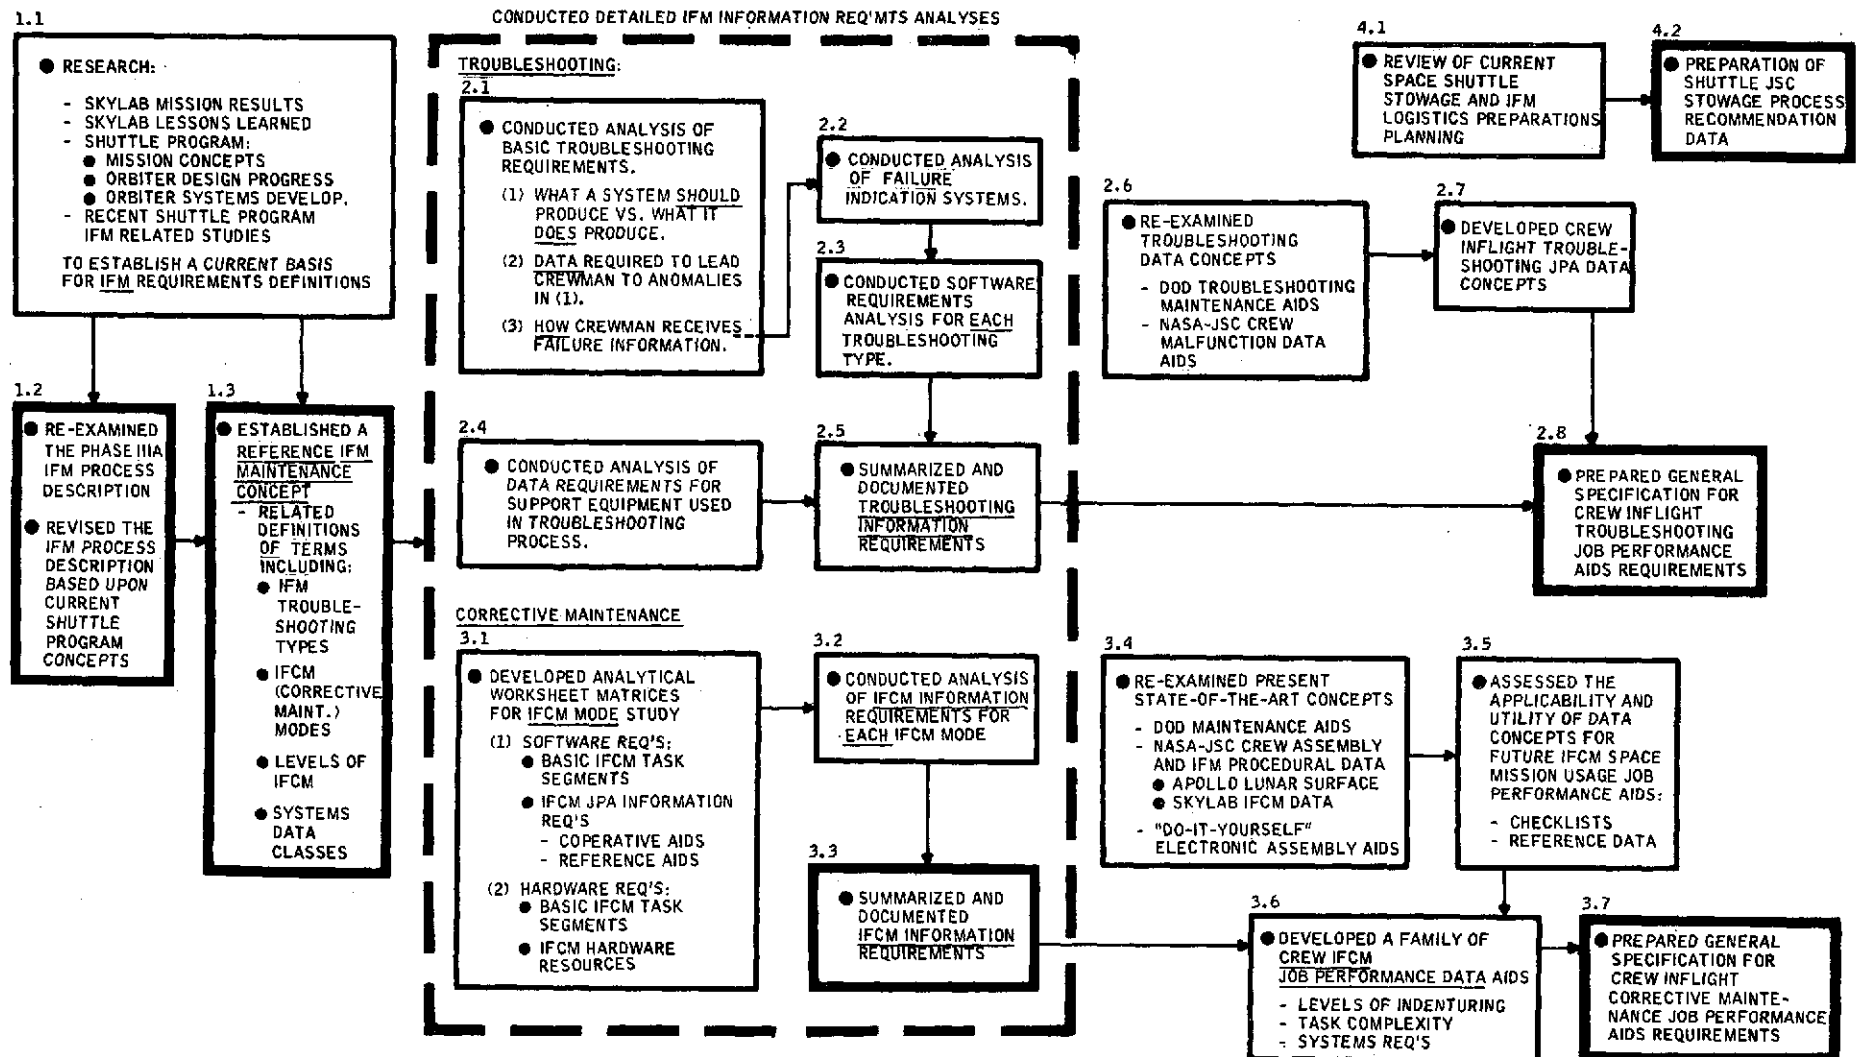 1.1
● RESEARCH:
- SKYLAB MISSION RESULTS
- SKYLAB LESSONS LEARNED
- SHUTTLE PROGRAM:
● MISSION CONCEPTS
● ORBITER DESIGN PROGRESS
● ORBITER SYSTEMS DEVELOP.
- RECENT SHUTTLE PROGRAM
IFM RELATED STUDIES
TO ESTABLISH A CURRENT BASIS
FOR IFM REQUIREMENTS DEFINITIONS
1.2
● RE-EXAMINED
THE PHASE IIIA
IFM PROCESS
DESCRIPTION
● REVISED THE
IFM PROCESS
DESCRIPTION
BASED UPON
CURRENT
SHUTTLE
PROGRAM
CONCEPTS
1.3
● ESTABLISHED A
REFERENCE IFM
MAINTENANCE
CONCEPT
- RELATED
DEFINITIONS
OF TERMS
INCLUDING:
● IFM
TROUBLE-
SHOOTING
TYPES
● IFCM
(CORRECTIVE
MAINT.)
MODES
● LEVELS OF
IFCM
● SYSTEMS
DATA
CLASSES
CONDUCTED DETAILED IFM INFORMATION REQ'MTS ANALYSES
TROUBLESHOOTING:
2.1
● CONDUCTED ANALYSIS OF
BASIC TROUBLESHOOTING
REQUIREMENTS.
(1) WHAT A SYSTEM SHOULD
PRODUCE VS. WHAT IT
DOES PRODUCE.
(2) DATA REQUIRED TO LEAD
CREWMAN TO ANOMALIES
IN (1).
(3) HOW CREWMAN RECEIVES
FAILURE INFORMATION.
2.2
● CONDUCTED ANALYSIS
OF FAILURE
INDICATION SYSTEMS.
2.3
● CONDUCTED SOFTWARE
REQUIREMENTS
ANALYSIS FOR EACH
TROUBLESHOOTING
TYPE.
2.4
● CONDUCTED ANALYSIS OF
DATA REQUIREMENTS FOR
SUPPORT EQUIPMENT USED
IN TROUBLESHOOTING
PROCESS.
2.5
● SUMMARIZED AND
DOCUMENTED
TROUBLESHOOTING
INFORMATION
REQUIREMENTS
CORRECTIVE MAINTENANCE
3.1
● DEVELOPED ANALYTICAL
WORKSHEET MATRICES
FOR IFCM MODE STUDY
(1) SOFTWARE REQ'S:
● BASIC IFCM TASK
SEGMENTS
● IFCM JPA INFORMATION
REQ'S
- COPERATIVE AIDS
- REFERENCE AIDS
(2) HARDWARE REQ'S:
● BASIC IFCM TASK
SEGMENTS
● IFCM HARDWARE
RESOURCES
3.2
● CONDUCTED ANALYSIS
OF IFCM INFORMATION
REQUIREMENTS FOR
EACH IFCM MODE
3.3
● SUMMARIZED AND
DOCUMENTED
IFCM INFORMATION
REQUIREMENTS
4.1
● REVIEW OF CURRENT
SPACE SHUTTLE
STOWAGE AND IFM
LOGISTICS PREPARATIONS
PLANNING
4.2
● PREPARATION OF
SHUTTLE JSC
STOWAGE PROCESS
RECOMMENDATION
DATA
2.6
● RE-EXAMINED
TROUBLESHOOTING
DATA CONCEPTS
- DOD TROUBLESHOOTING
MAINTENANCE AIDS
- NASA-JSC CREW
MALFUNCTION DATA
AIDS
2.7
● DEVELOPED CREW
INFLIGHT TROUBLE-
SHOOTING JPA DATA
CONCEPTS
2.8
● PREPARED GENERAL
SPECIFICATION FOR
CREW INFLIGHT
TROUBLESHOOTING
JOB PERFORMANCE
AIDS REQUIREMENTS
3.4
● RE-EXAMINED PRESENT
STATE-OF-THE-ART CONCEPTS
- DOD MAINTENANCE AIDS
- NASA-JSC CREW ASSEMBLY
AND IFM PROCEDURAL DATA
● APOLLO LUNAR SURFACE
● SKYLAB IFCM DATA
- "DO-IT-YOURSELF"
ELECTRONIC ASSEMBLY AIDS
3.5
● ASSESSED THE
APPLICABILITY AND
UTILITY OF DATA
CONCEPTS FOR
FUTURE IFCM SPACE
MISSION USAGE JOB
PERFORMANCE AIDS:
- CHECKLISTS
- REFERENCE DATA
3.6
● DEVELOPED A FAMILY OF
CREW IFCM
JOB PERFORMANCE DATA AIDS
- LEVELS OF INDENTURING
- TASK COMPLEXITY
- SYSTEMS REQ'S
3.7
● PREPARED GENERAL
SPECIFICATION FOR
CREW INFLIGHT
CORRECTIVE MAINTE-
NANCE JOB PERFORMANCE
AIDS REQUIREMENTS